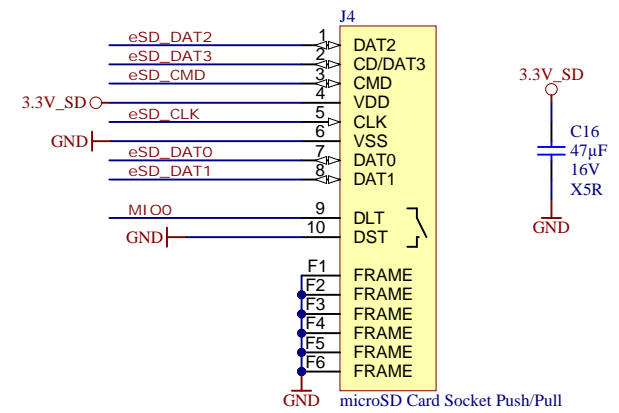 J4
eSD_DAT2 1 DAT2
eSD_DAT3 2 CD/DAT3
eSD_CMD 3 CMD
3.3V_SD 4 VDD
eSD_CLK 5 CLK
GND 6 VSS
eSD_DAT0 7 DAT0
eSD_DAT1 8 DAT1
MIO0 9 DLT
GND 10 DST
F1 FRAME
F2 FRAME
F3 FRAME
F4 FRAME
F5 FRAME
F6 FRAME
GND
microSD Card Socket Push/Pull
3.3V_SD
C16
47µF
16V
X5R
GND